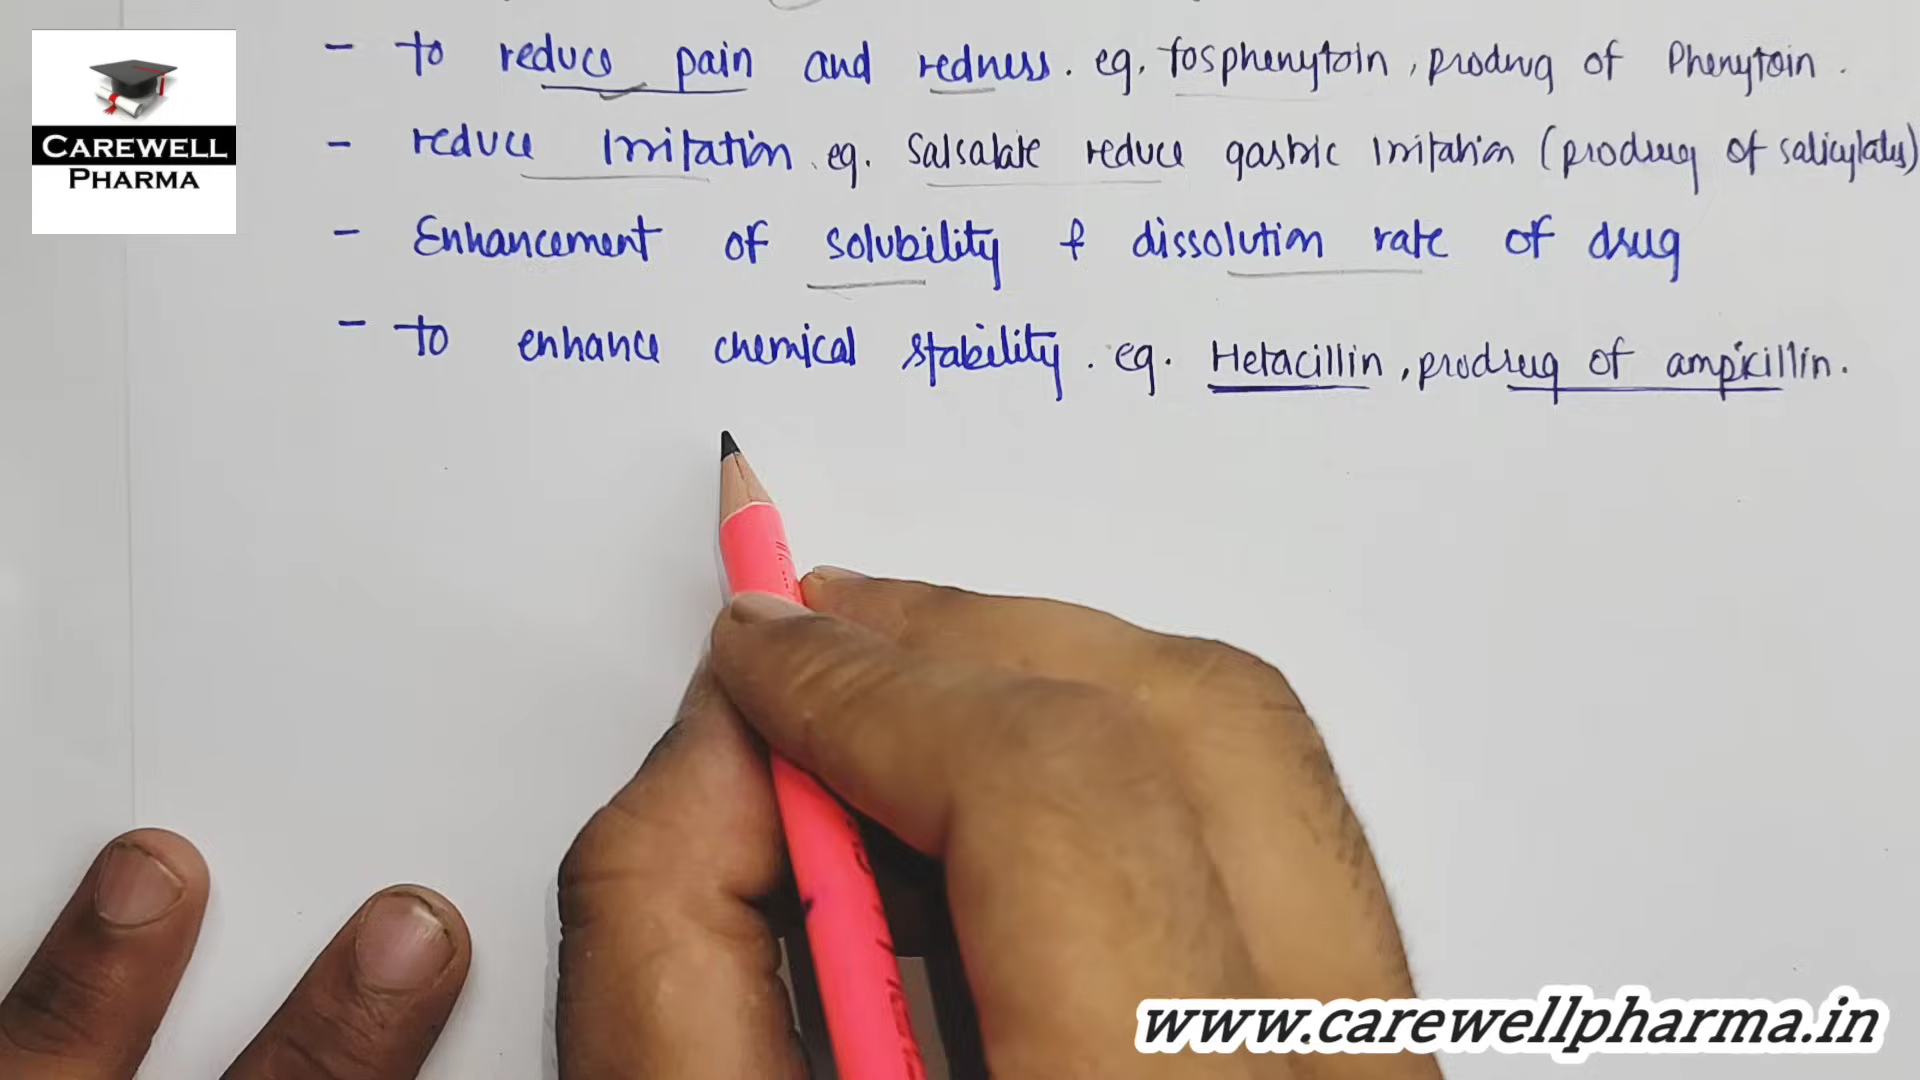 - to reduce pain and redness. eg. fosphenytoin, prodrug of Phenytoin.
- reduce irritation. eg. Salsalate reduce gastric irritation (prodrug of salicylates)
- Enhancement of solubility & dissolution rate of drug
- to enhance chemical stability. eg. Hetacillin, prodrug of ampicillin.
CAREWELL
PHARMA
www.carewellpharma.in